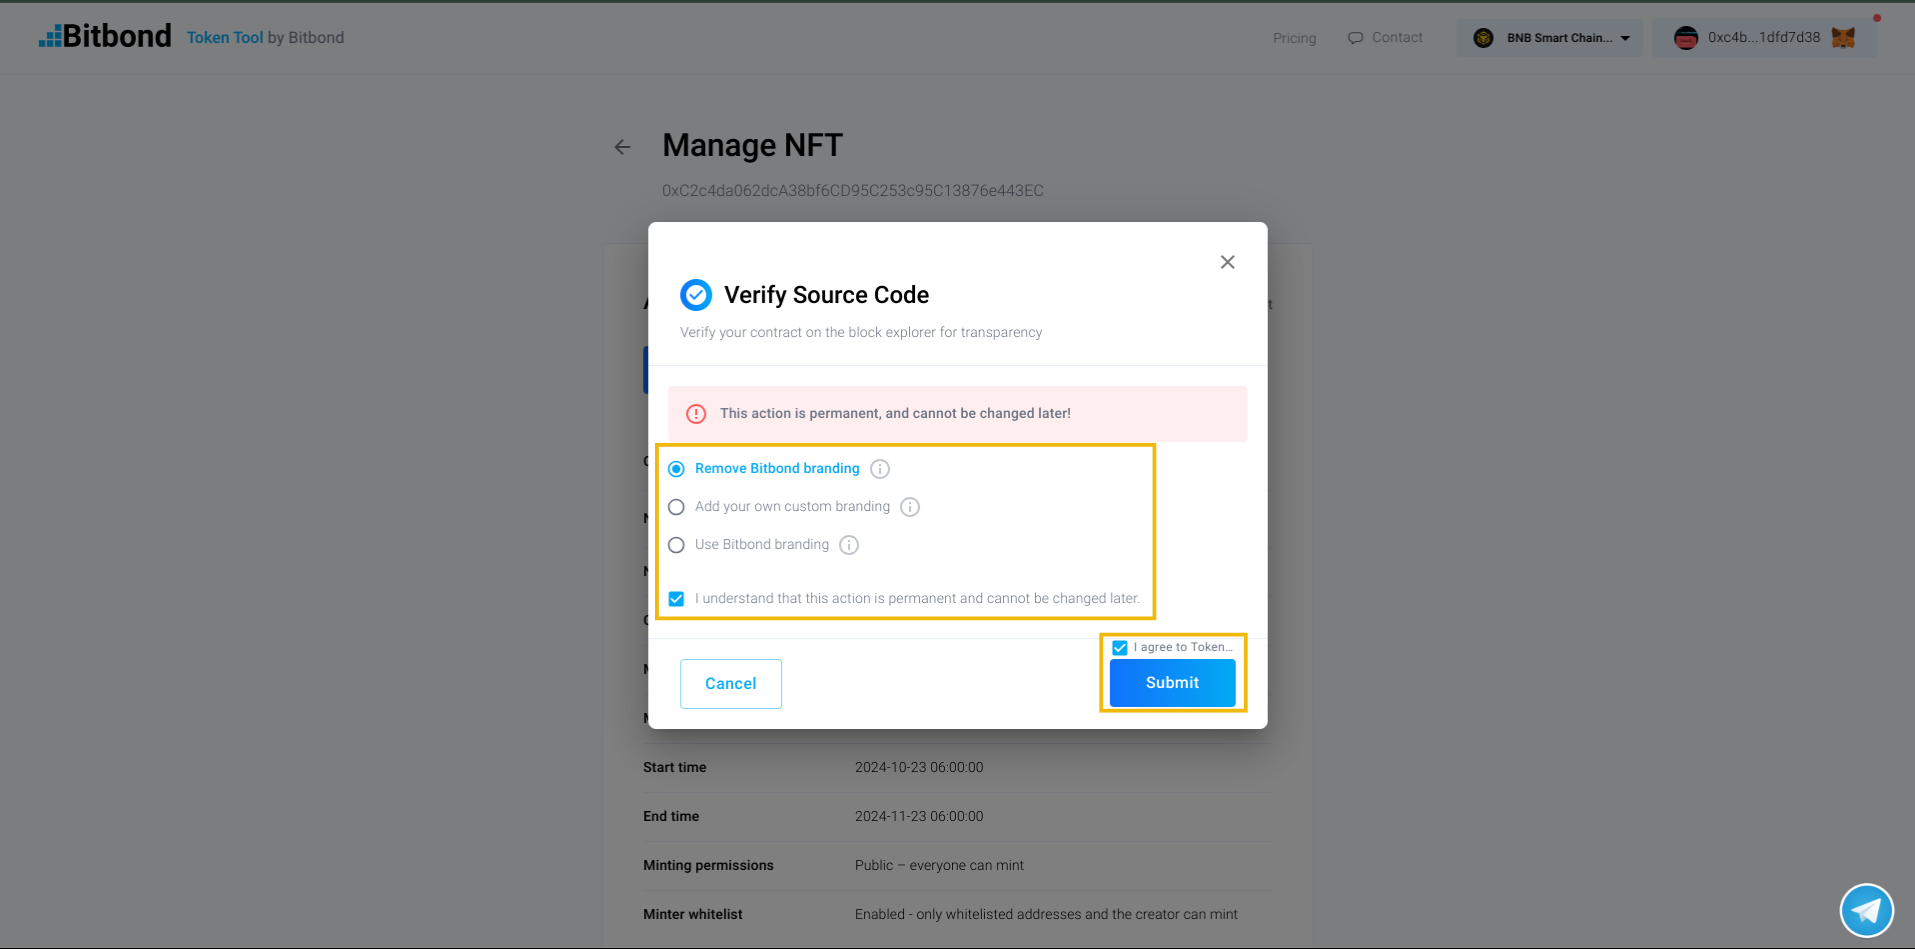 Bitbond Token Tool by Bitbond Pricing Contact BNB Smart Chain... 0xc4b...1dfd7d38
Manage NFT
0xC2c4da062dcA38bf6CD95C253c95C13876e443EC
Verify Source Code
Verify your contract on the block explorer for transparency
This action is permanent, and cannot be changed later!
Remove Bitbond branding
Add your own custom branding
Use Bitbond branding
I understand that this action is permanent and cannot be changed later.
I agree to Token...
Cancel Submit
Start time 2024-10-23 06:00:00
End time 2024-11-23 06:00:00
Minting permissions Public – everyone can mint
Minter whitelist Enabled - only whitelisted addresses and the creator can mint